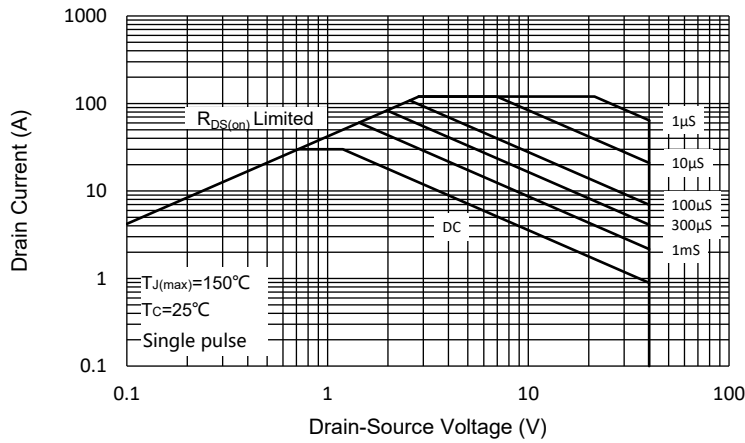 1000
100
10
1
0.1
Drain Current (A)
RDS(on) Limited
1µS
10µS
100µS
300µS
1mS
DC
TJ(max)=150℃
TC=25℃
Single pulse
0.1
1
10
100
Drain-Source Voltage (V)